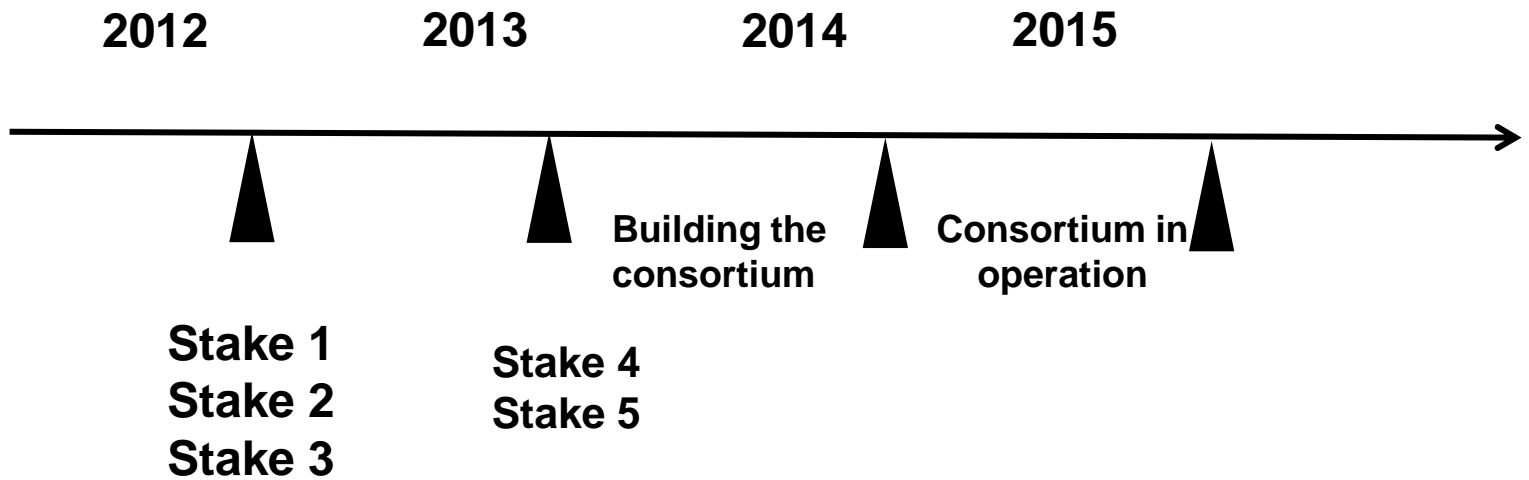 2012 2013 2014 2015
Building the
consortium
Consortium in
operation
Stake 1
Stake 2
Stake 3
Stake 4
Stake 5